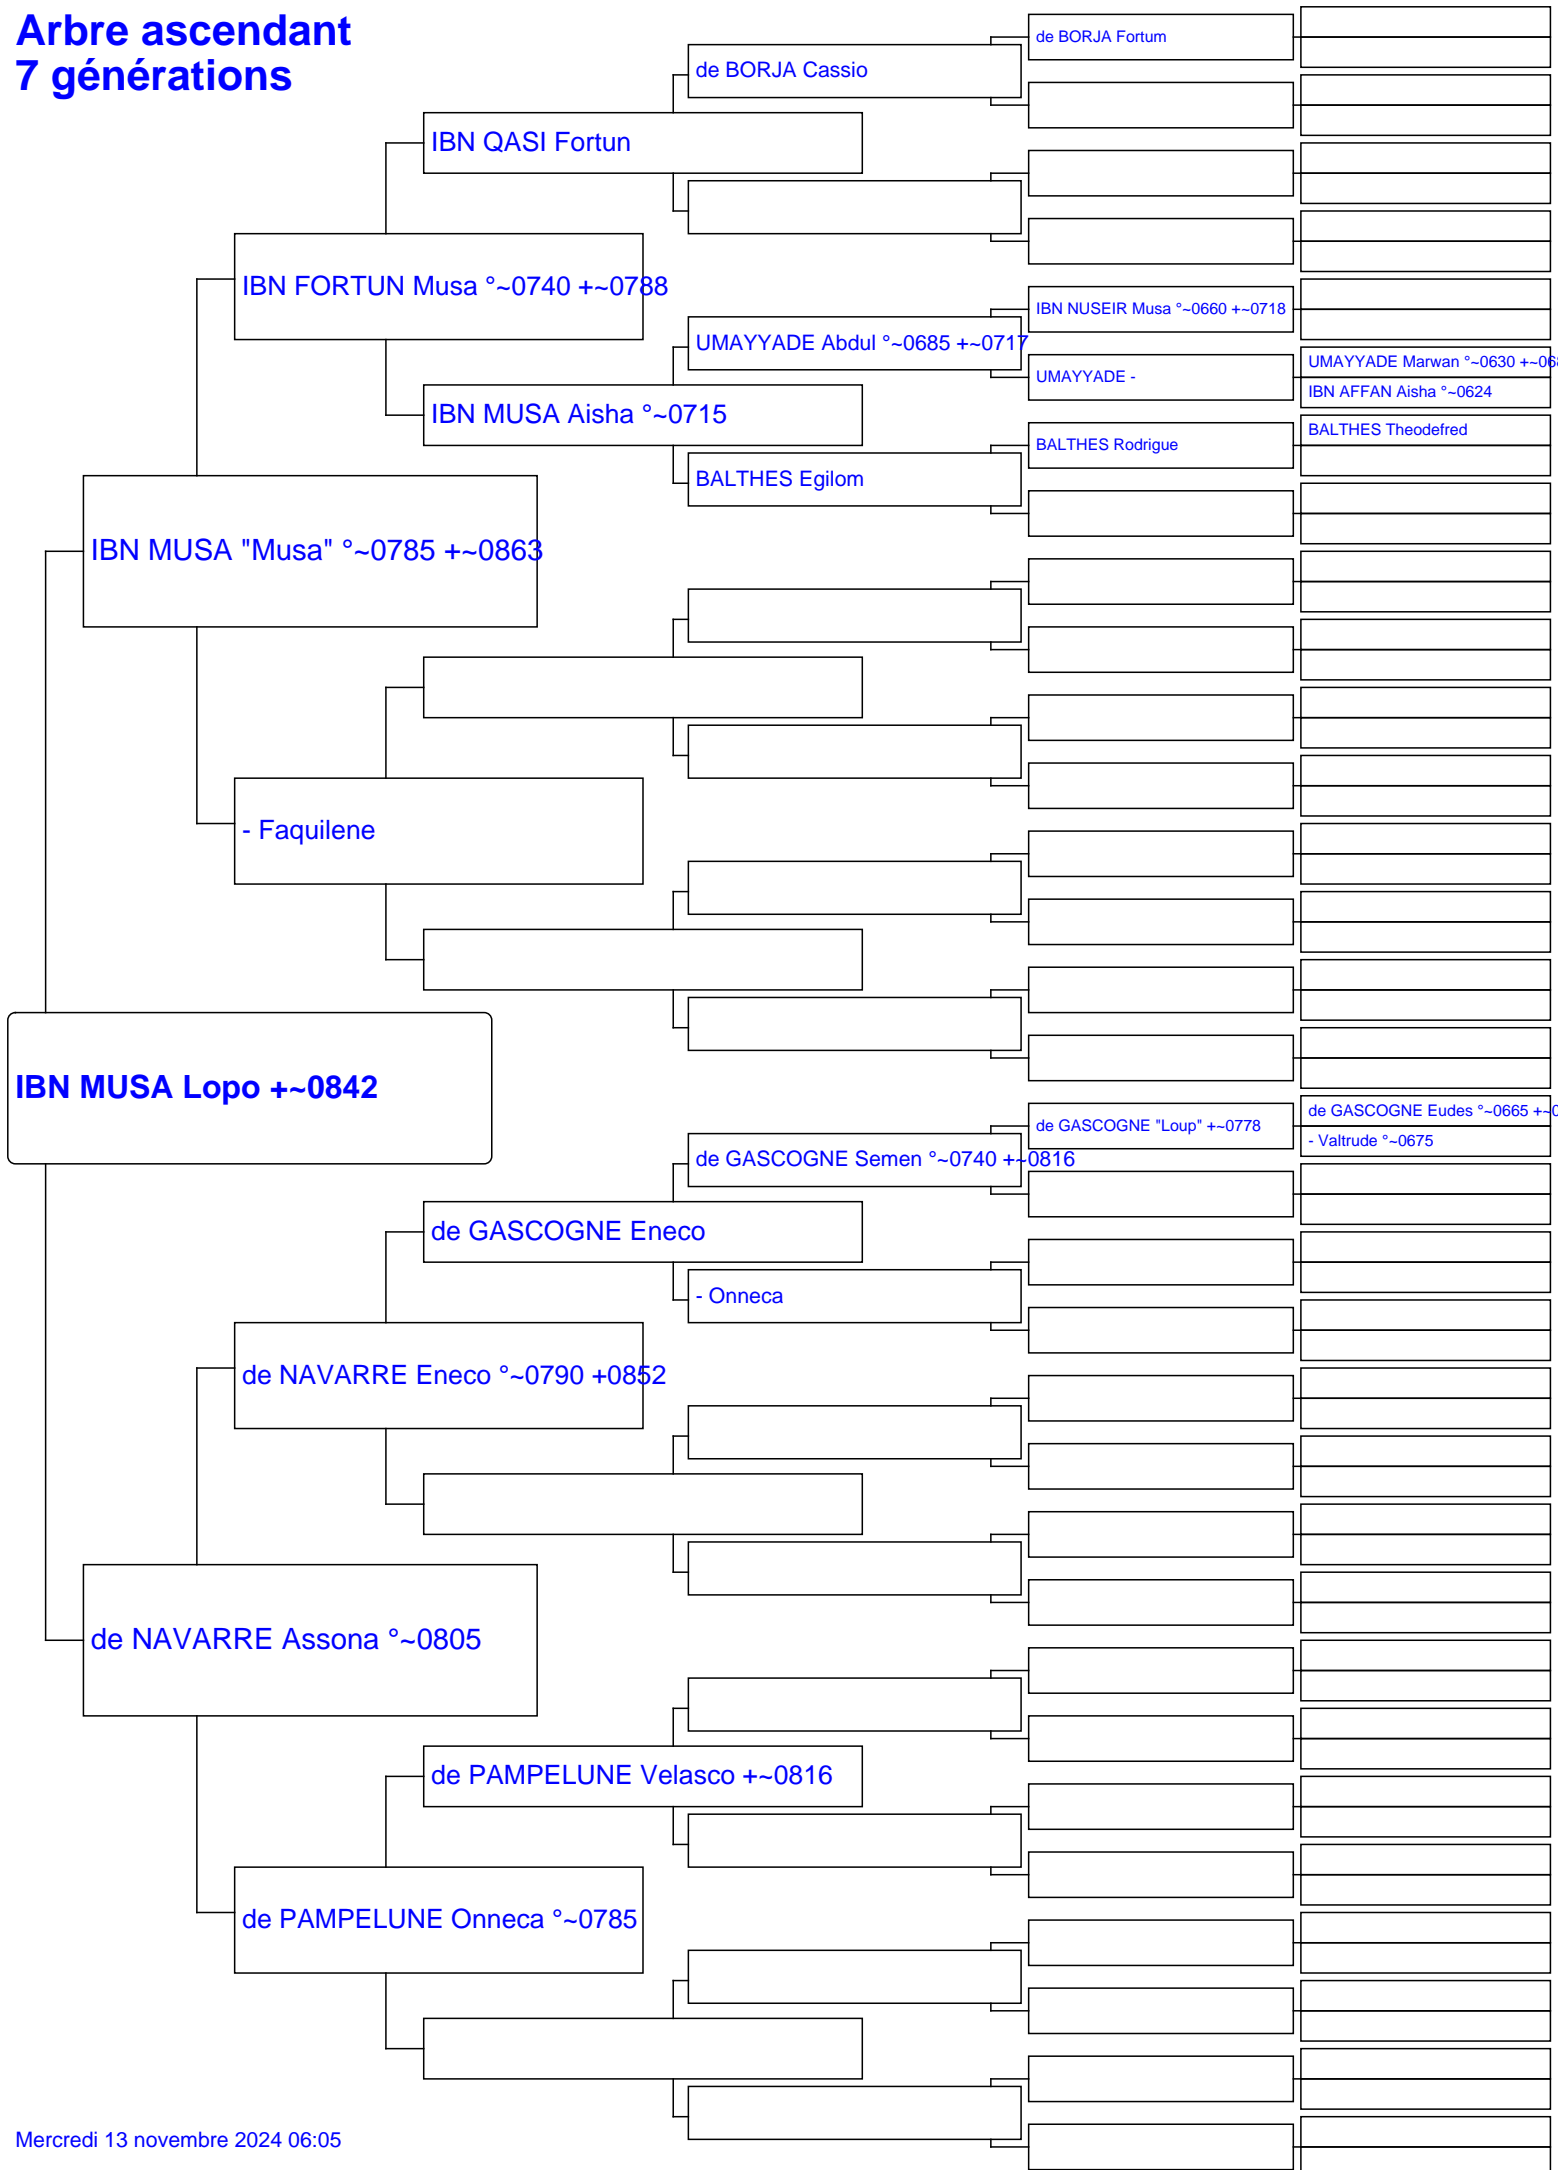 Arbre ascendant
7 générations
de BORJA Fortum
de BORJA Cassio
IBN QASI Fortun
IBN FORTUN Musa °~0740 +~0788
IBN NUSEIR Musa °~0660 +~0718
UMAYYADE Abdul °~0685 +~0717
UMAYYADE Marwan °~0630 +~06
UMAYYADE -
IBN AFFAN Aisha °~0624
IBN MUSA Aisha °~0715
BALTHES Theodefred
BALTHES Rodrigue
BALTHES Egilom
IBN MUSA "Musa" °~0785 +~0863
- Faquilene
IBN MUSA Lopo +~0842
de GASCOGNE Eudes °~0665 +~0
de GASCOGNE "Loup" +~0778
- Valtrude °~0675
de GASCOGNE Semen °~0740 +~0816
de GASCOGNE Eneco
- Onneca
de NAVARRE Eneco °~0790 +0852
de NAVARRE Assona °~0805
de PAMPELUNE Velasco +~0816
de PAMPELUNE Onneca °~0785
Mercredi 13 novembre 2024 06:05